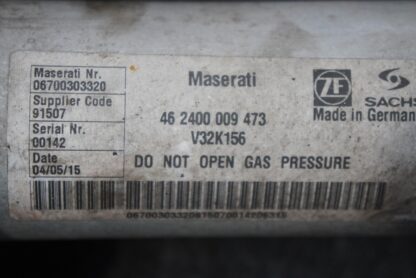 Maserati Nr.
06700303320
Supplier Code
91507
Serial Nr.
00142
Date
04/05/15
Maserati
46 2400 009 473
V32K156
DO NOT OPEN GAS PRESSURE
ZF
SACHS
Made in German